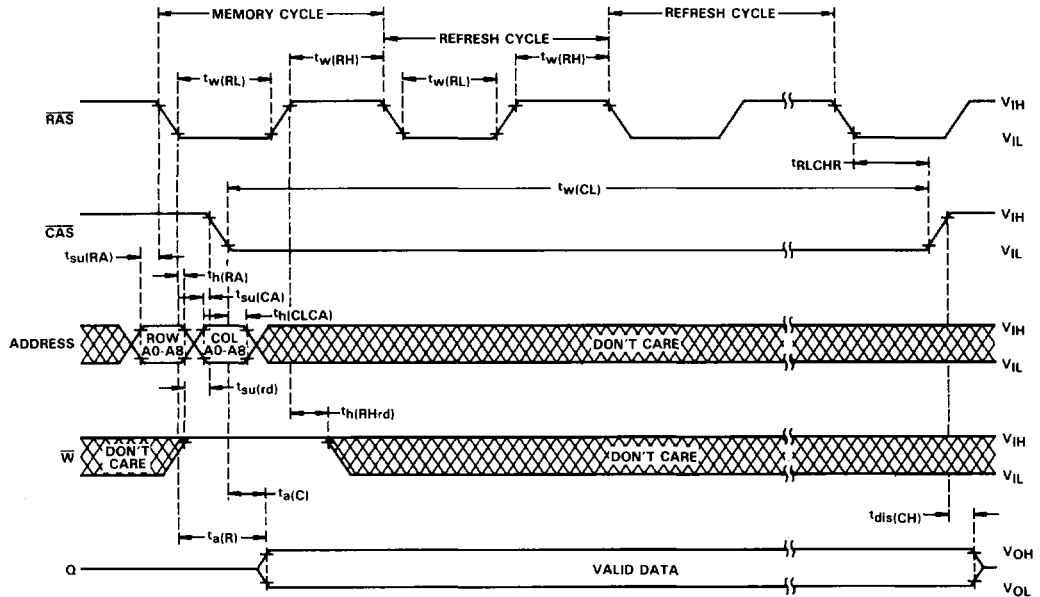 MEMORY CYCLE
REFRESH CYCLE
REFRESH CYCLE
tw(RH)
tw(RH)
tw(RL)
tw(RL)
RAS
VIH
VIL
tRLCHR
tw(CL)
CAS
VIH
VIL
tsu(RA)
th(RA)
tsu(CA)
th(CLCA)
ADDRESS
ROW
A0-A8
COL
A0-A8
DON'T CARE
VIH
VIL
tsu(rd)
th(RHrd)
W
DON'T
CARE
DON'T CARE
VIH
VIL
ta(C)
ta(R)
tdis(CH)
Q
VALID DATA
VOH
VOL